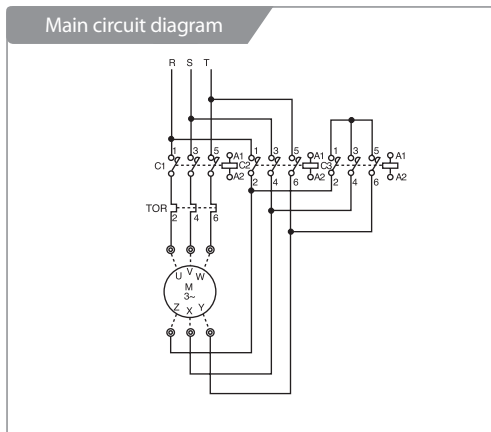 Main circuit diagram
R S T
1 3 5 A1 1 3 5 A1 1 3 5 A1
C1 C2 C3
A2 2 4 6 A2 2 4 6 A2
TOR
2 4 6
U V W
M
3~
Z X Y